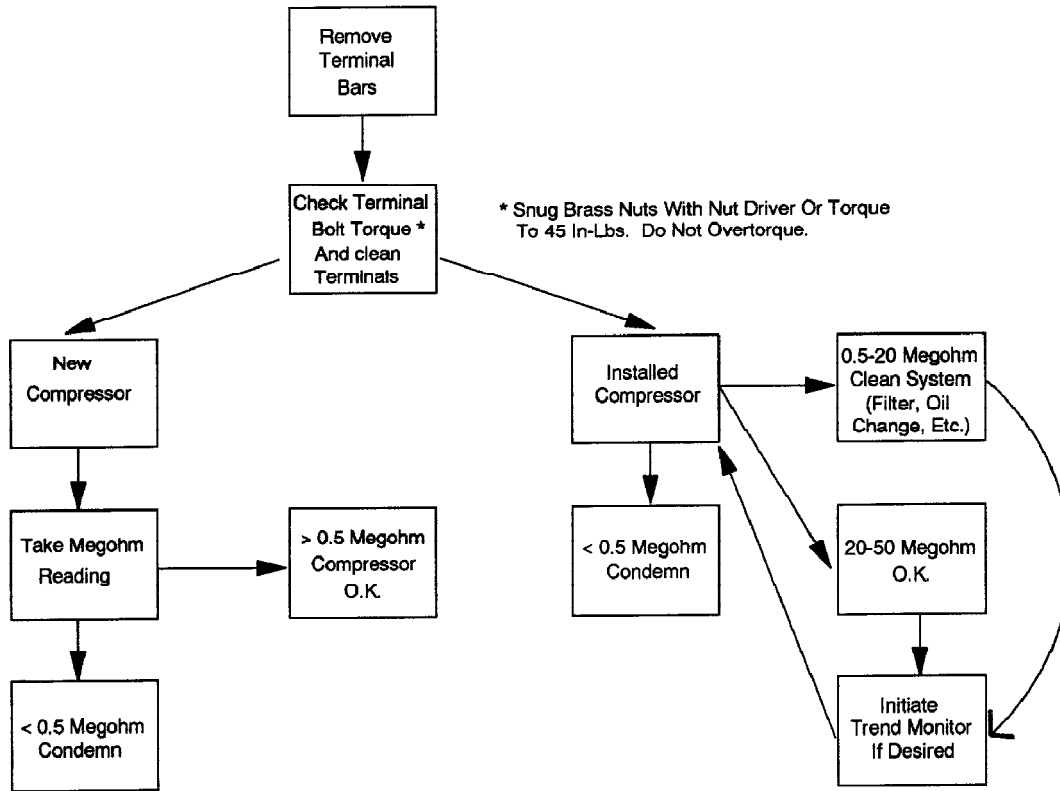 Remove
Terminal
Bars
Check Terminal
Bolt Torque *
And clean
Terminals
* Snug Brass Nuts With Nut Driver Or Torque
To 45 In-Lbs. Do Not Overtorque.
New
Compressor
Installed
Compressor
0.5-20 Megohm
Clean System
(Filter, Oil
Change, Etc.)
Take Megohm
Reading
> 0.5 Megohm
Compressor
O.K.
< 0.5 Megohm
Condemn
20-50 Megohm
O.K.
< 0.5 Megohm
Condemn
Initiate
Trend Monitor
If Desired